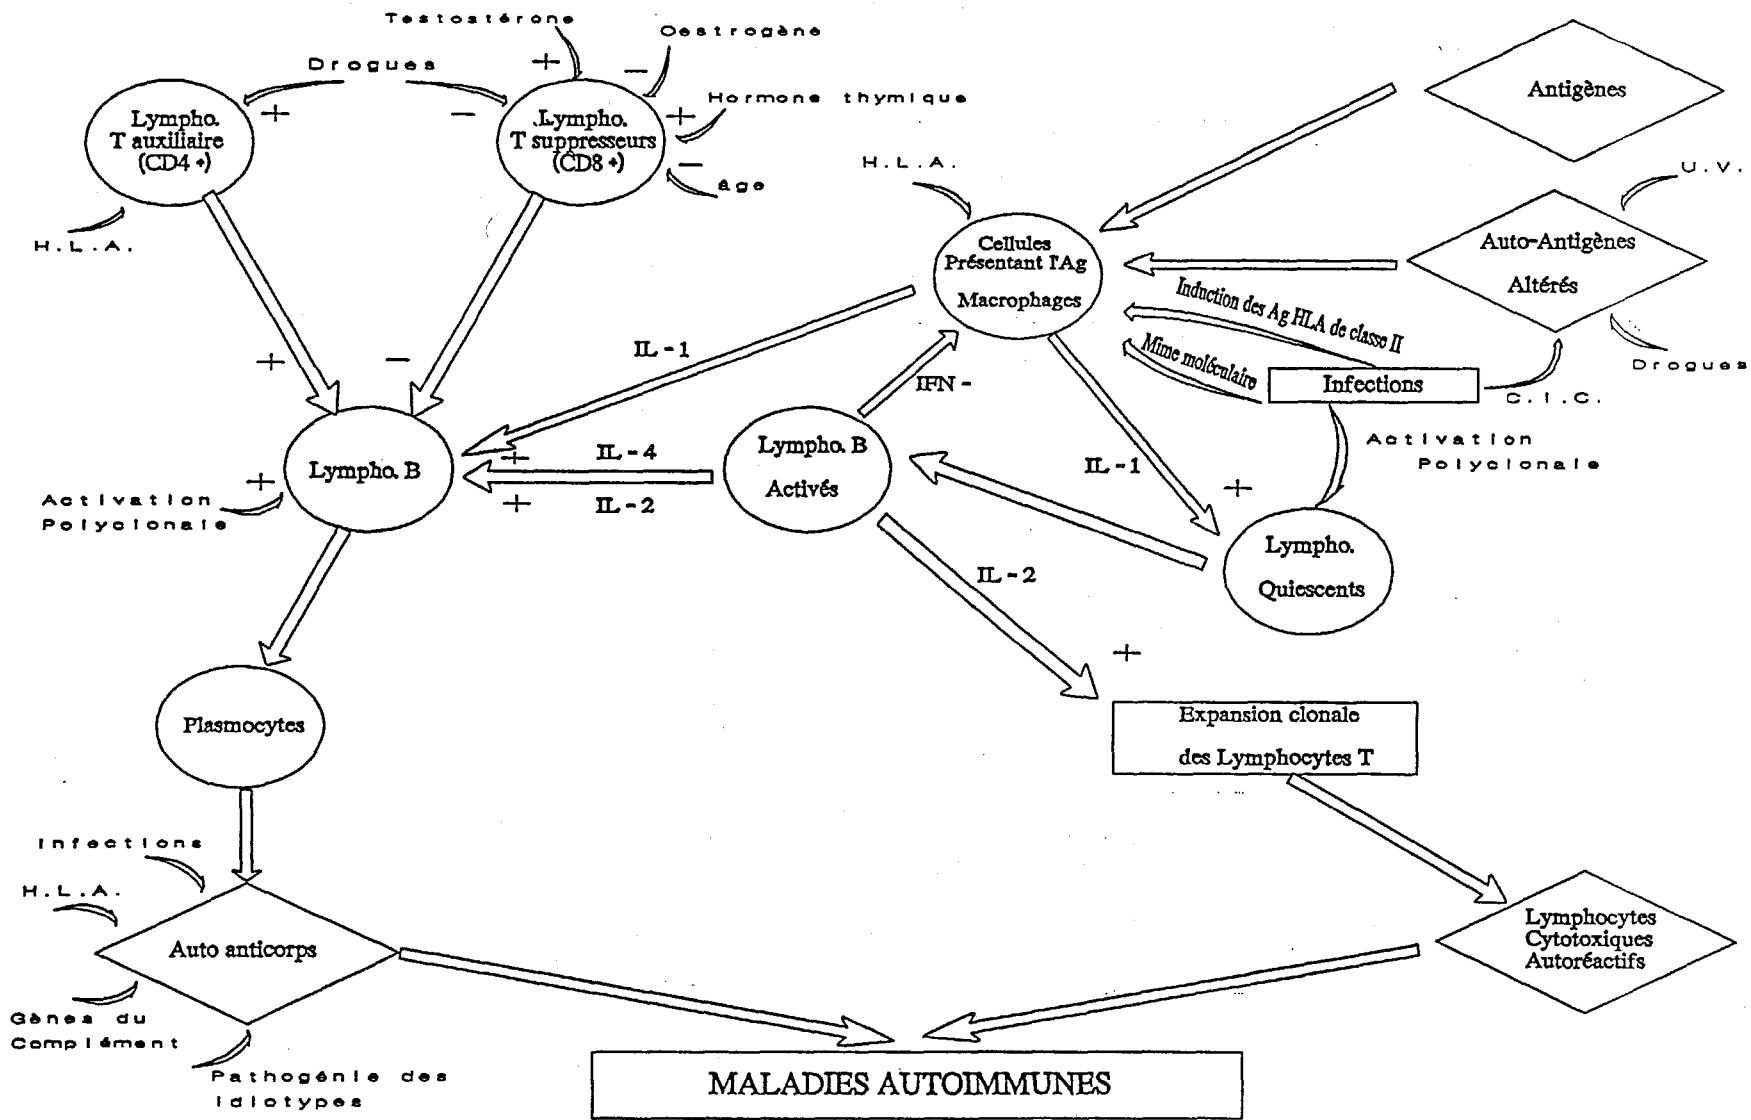 Testostérone
Oestrogène
Drogues
+
−
Hormone thymique
+
−
+
Lympho.
T auxiliaire
(CD4 +)
Lympho.
T suppresseurs
(CD8 +)
−
âge
H.L.A.
Antigènes
H.L.A.
U.V.
Cellules
Présentant l'Ag
Macrophages
Auto-Antigènes
Altérés
Induction des Ag HLA de classe II
Mime moléculaire
Infections
Drogues
C.I.C.
Activation
Polyclonale
+
−
IL - 1
IFN -
IL - 1
+
Lympho. B
+
Activation
Polyclonale
+
IL - 4
+
IL - 2
Lympho. B
Activés
Lympho.
Quiescents
IL - 2
+
Plasmocytes
Expansion clonale
des Lymphocytes T
Infections
H.L.A.
Auto anticorps
Gènes du
Complément
Pathogénie des
Idiotypes
Lymphocytes
Cytotoxiques
Autoréactifs
MALADIES AUTOIMMUNES